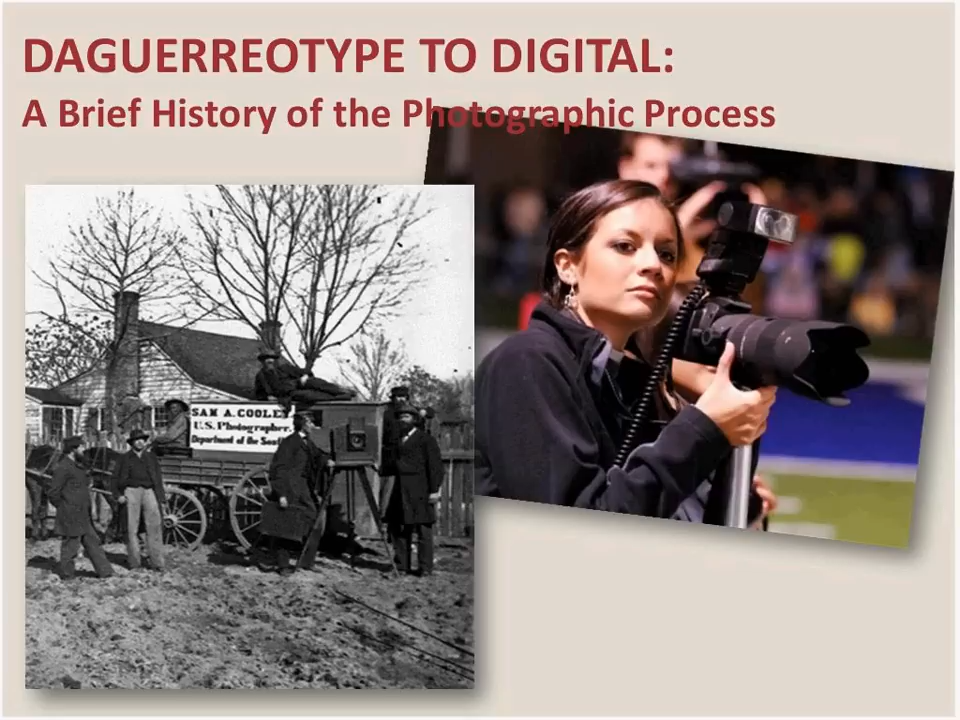 DAGUERREOTYPE TO DIGITAL:
A Brief History of the Photographic Process
SAM A. COOLEY
U.S. Photographer.
Department of the South